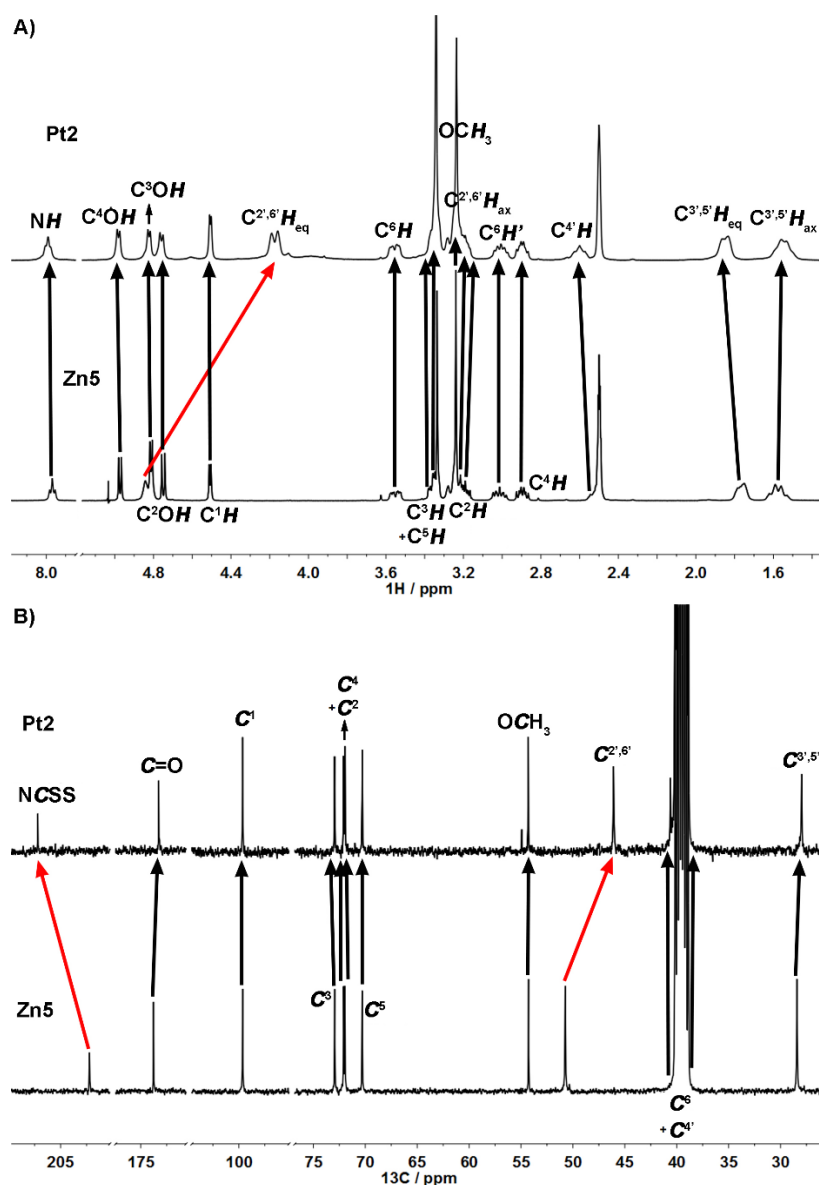 A)
Pt2
NH
C⁴OH
C³OH
C²',⁶'Heq
C⁶H
OCH₃
C²',⁶'Hax
C⁶H'
C⁴'H
C³',⁵'Heq
C³',⁵'Hax
Zn5
C²OH
C¹H
C³H
+C⁵H
C²H
C⁴H
8.0 4.8 4.4 4.0 3.6 3.2 2.8 2.4 2.0 1.6
1H / ppm
B)
Pt2
NCSS
C=O
C¹
C⁴
+C²
OCH₃
C²',⁶'
C³',⁵'
Zn5
C³
C⁵
C⁶
+C⁴'
205 175 100 75 70 65 60 55 50 45 40 35 30
13C / ppm